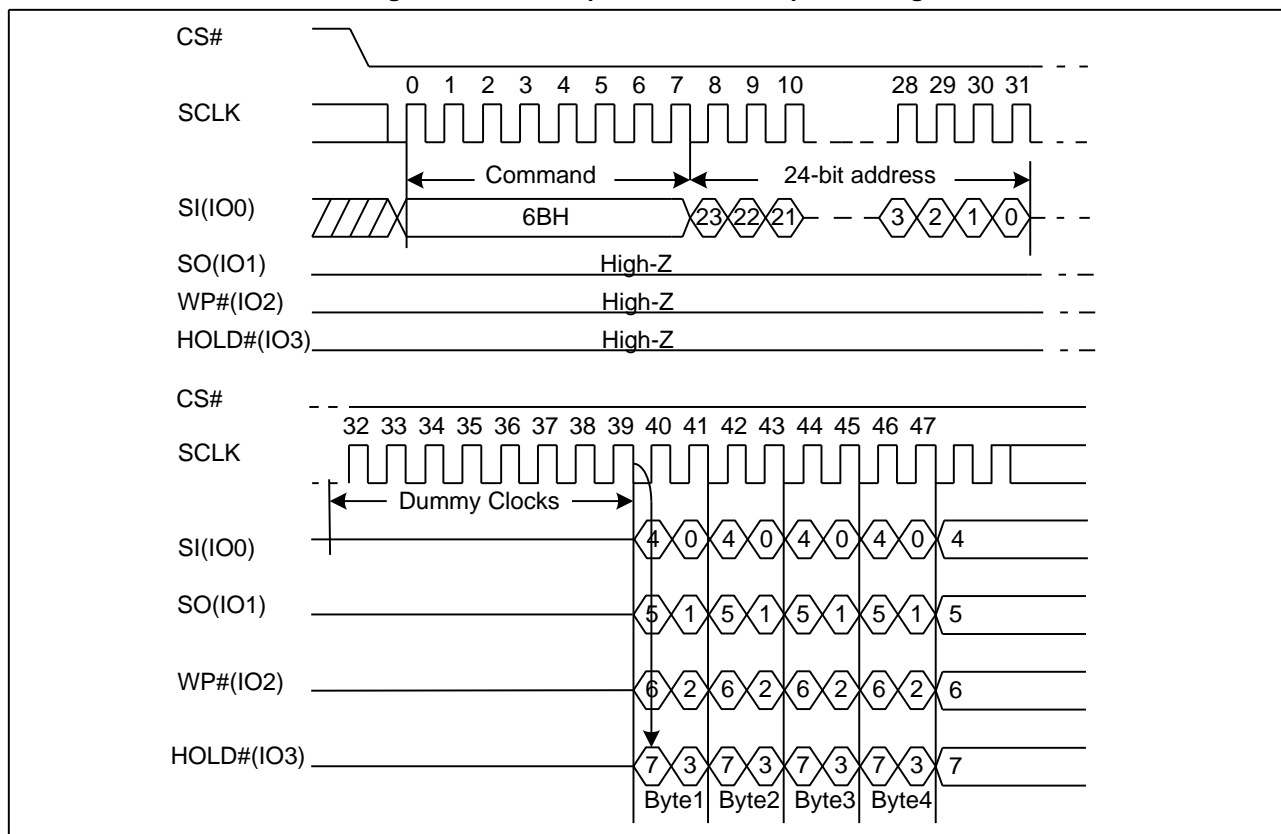 CS#
0 1 2 3 4 5 6 7 8 9 10 28 29 30 31
SCLK
Command 24-bit address
SI(IO0) 6BH 23 22 21 3 2 1 0
SO(IO1) High-Z
WP#(IO2) High-Z
HOLD#(IO3) High-Z
CS#
32 33 34 35 36 37 38 39 40 41 42 43 44 45 46 47
SCLK
Dummy Clocks
SI(IO0) 4 0 4 0 4 0 4 0 4
SO(IO1) 5 1 5 1 5 1 5 1 5
WP#(IO2) 6 2 6 2 6 2 6 2 6
HOLD#(IO3) 7 3 7 3 7 3 7 3 7
Byte1 Byte2 Byte3 Byte4